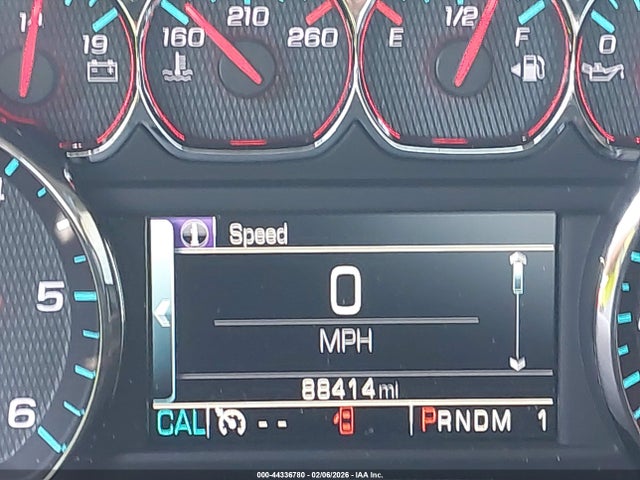 19 160 210 260 E 1/2 F 0
Speed
5
0
MPH
88414 mi
6
CAL -- PRNDM 1
000-44336780 - 02/06/2026 - IAA Inc.